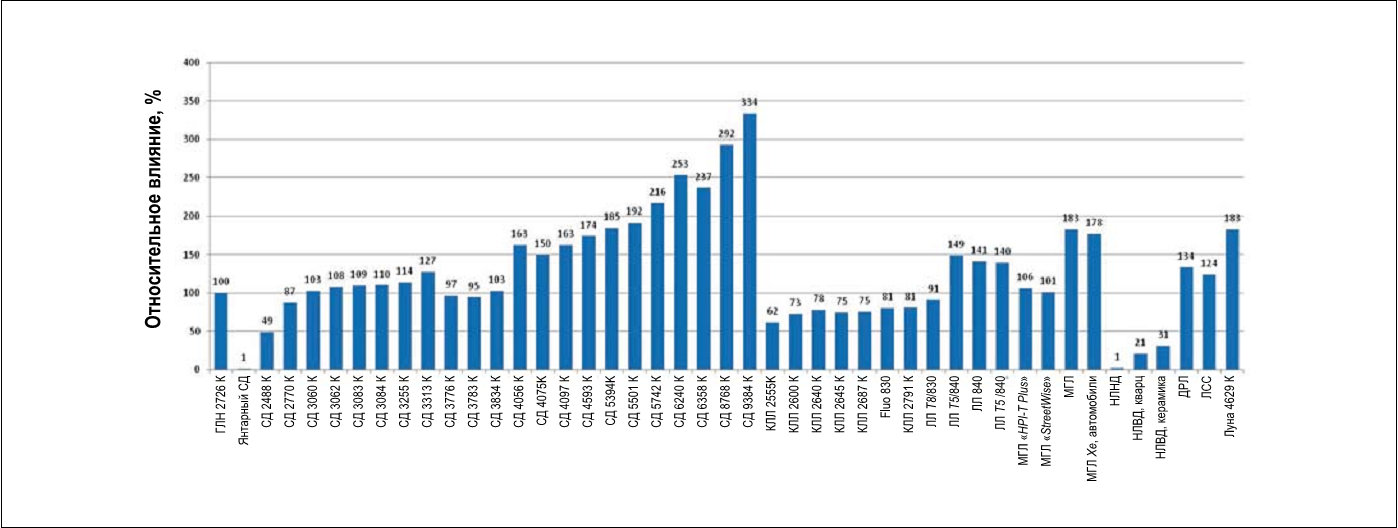 Относительное влияние, %
400
350
300
250
200
150
100
50
0
100
1
49
87
103
108
109
110
114
127
97
95
103
163
150
163
174
185
192
216
253
237
292
334
62
73
78
75
75
81
81
91
149
141
140
106
101
183
178
1
21
31
134
124
183
ГЛН 2726 К
Янтарный СД
СД 2488 К
СД 2770 К
СД 3060 К
СД 3062 К
СД 3083 К
СД 3084 К
СД 3255 К
СД 3313 К
СД 3776 К
СД 3783 К
СД 3834 К
СД 4056 К
СД 4075К
СД 4097 К
СД 4593 К
СД 5394К
СД 5501 К
СД 5742 К
СД 6240 К
СД 6358 К
СД 8768 К
СД 9384 К
КЛЛ 2555К
КЛЛ 2600 К
КЛЛ 2640 К
КЛЛ 2645 К
КЛЛ 2687 К
Fluo 830
КЛЛ 2791 К
ЛЛ T8/830
ЛЛ T5/840
ЛЛ 840
ЛЛ T5 /840)
МГЛ «HPI-T Plus»
МГЛ «StreetWise»
МГЛ
МГЛ Xe, автомобили
НЛНД
НЛВД, кварц
НЛВД, керамика
ДРЛ
ЛСС
Луна 4629 К